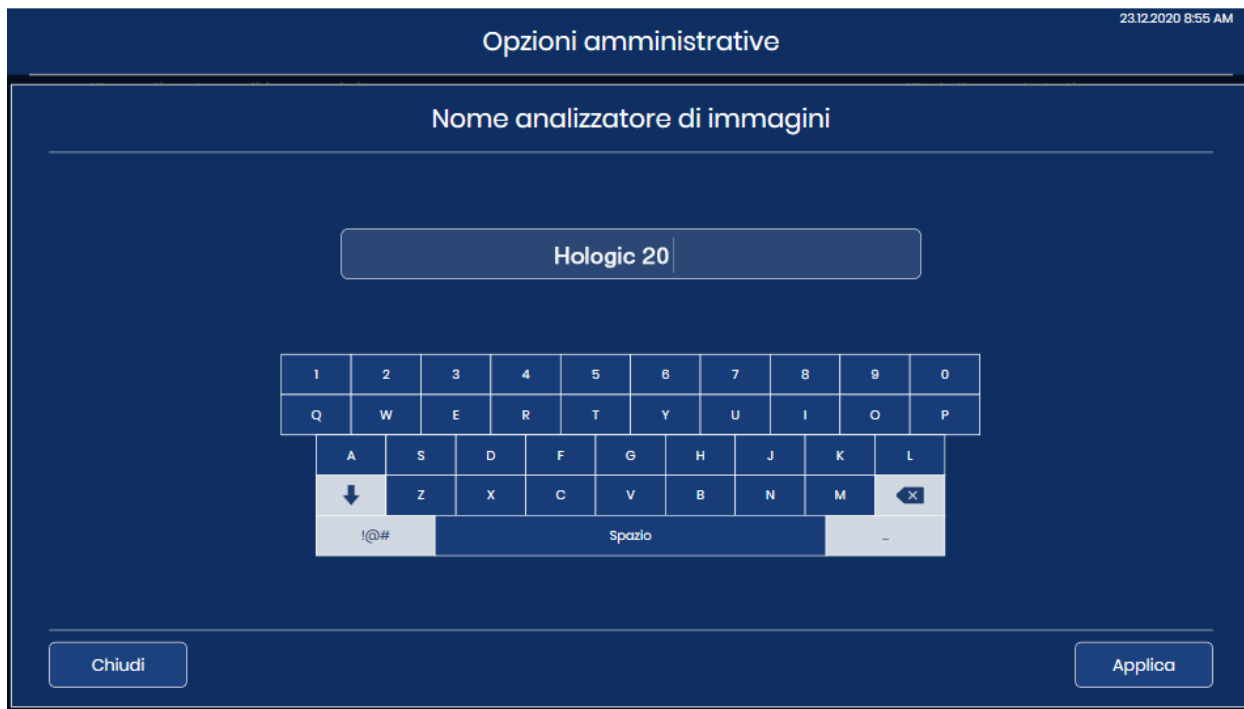 23.12.2020 8:55 AM
Opzioni amministrative
Nome analizzatore di immagini
Hologic 20
1 2 3 4 5 6 7 8 9 0
Q W E R T Y U I O P
A S D F G H J K L
Z X C V B N M
!@# Spazio ...
Chiudi Applica